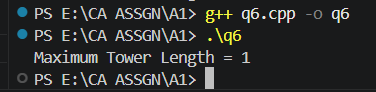 PS E:\CA ASSGN\A1> g++ q6.cpp -o q6
PS E:\CA ASSGN\A1> .\q6
Maximum Tower Length = 1
PS E:\CA ASSGN\A1>